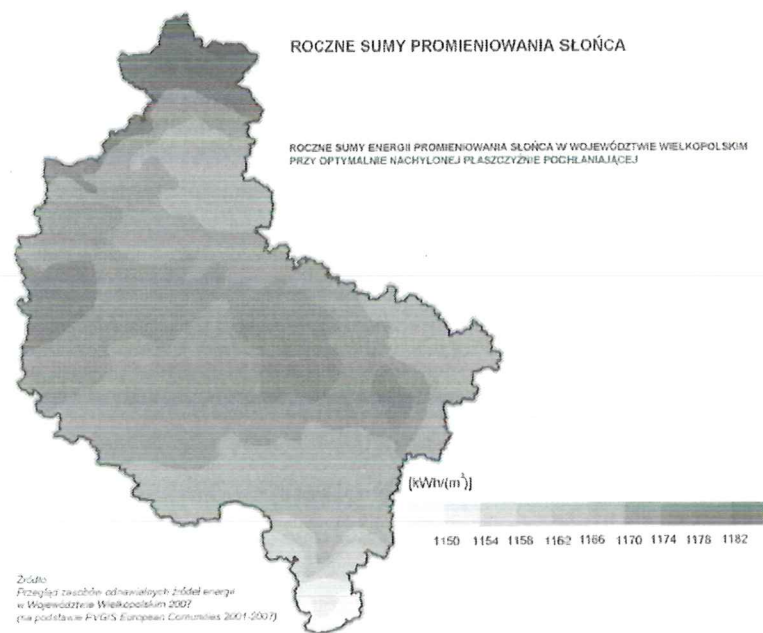 ROCZNE SUMY PROMIENIOWANIA SŁOŃCA
ROCZNE SUMY ENERGII PROMIENIOWANIA SŁOŃCA W WOJEWÓDZTWIE WIELKOPOLSKIM
PRZY OPTYMALNIE NACHYLONEJ PŁASZCZYŹNIE POCHŁANIAJĄCEJ
[kWh/(m²)]
1150 1154 1158 1162 1166 1170 1174 1178 1182
Źródło
Przegląd zasobów odnawialnych źródeł energii
w Województwie Wielkopolskim 2007
(na podstawie PVGIS European Comunities 2001-2007)